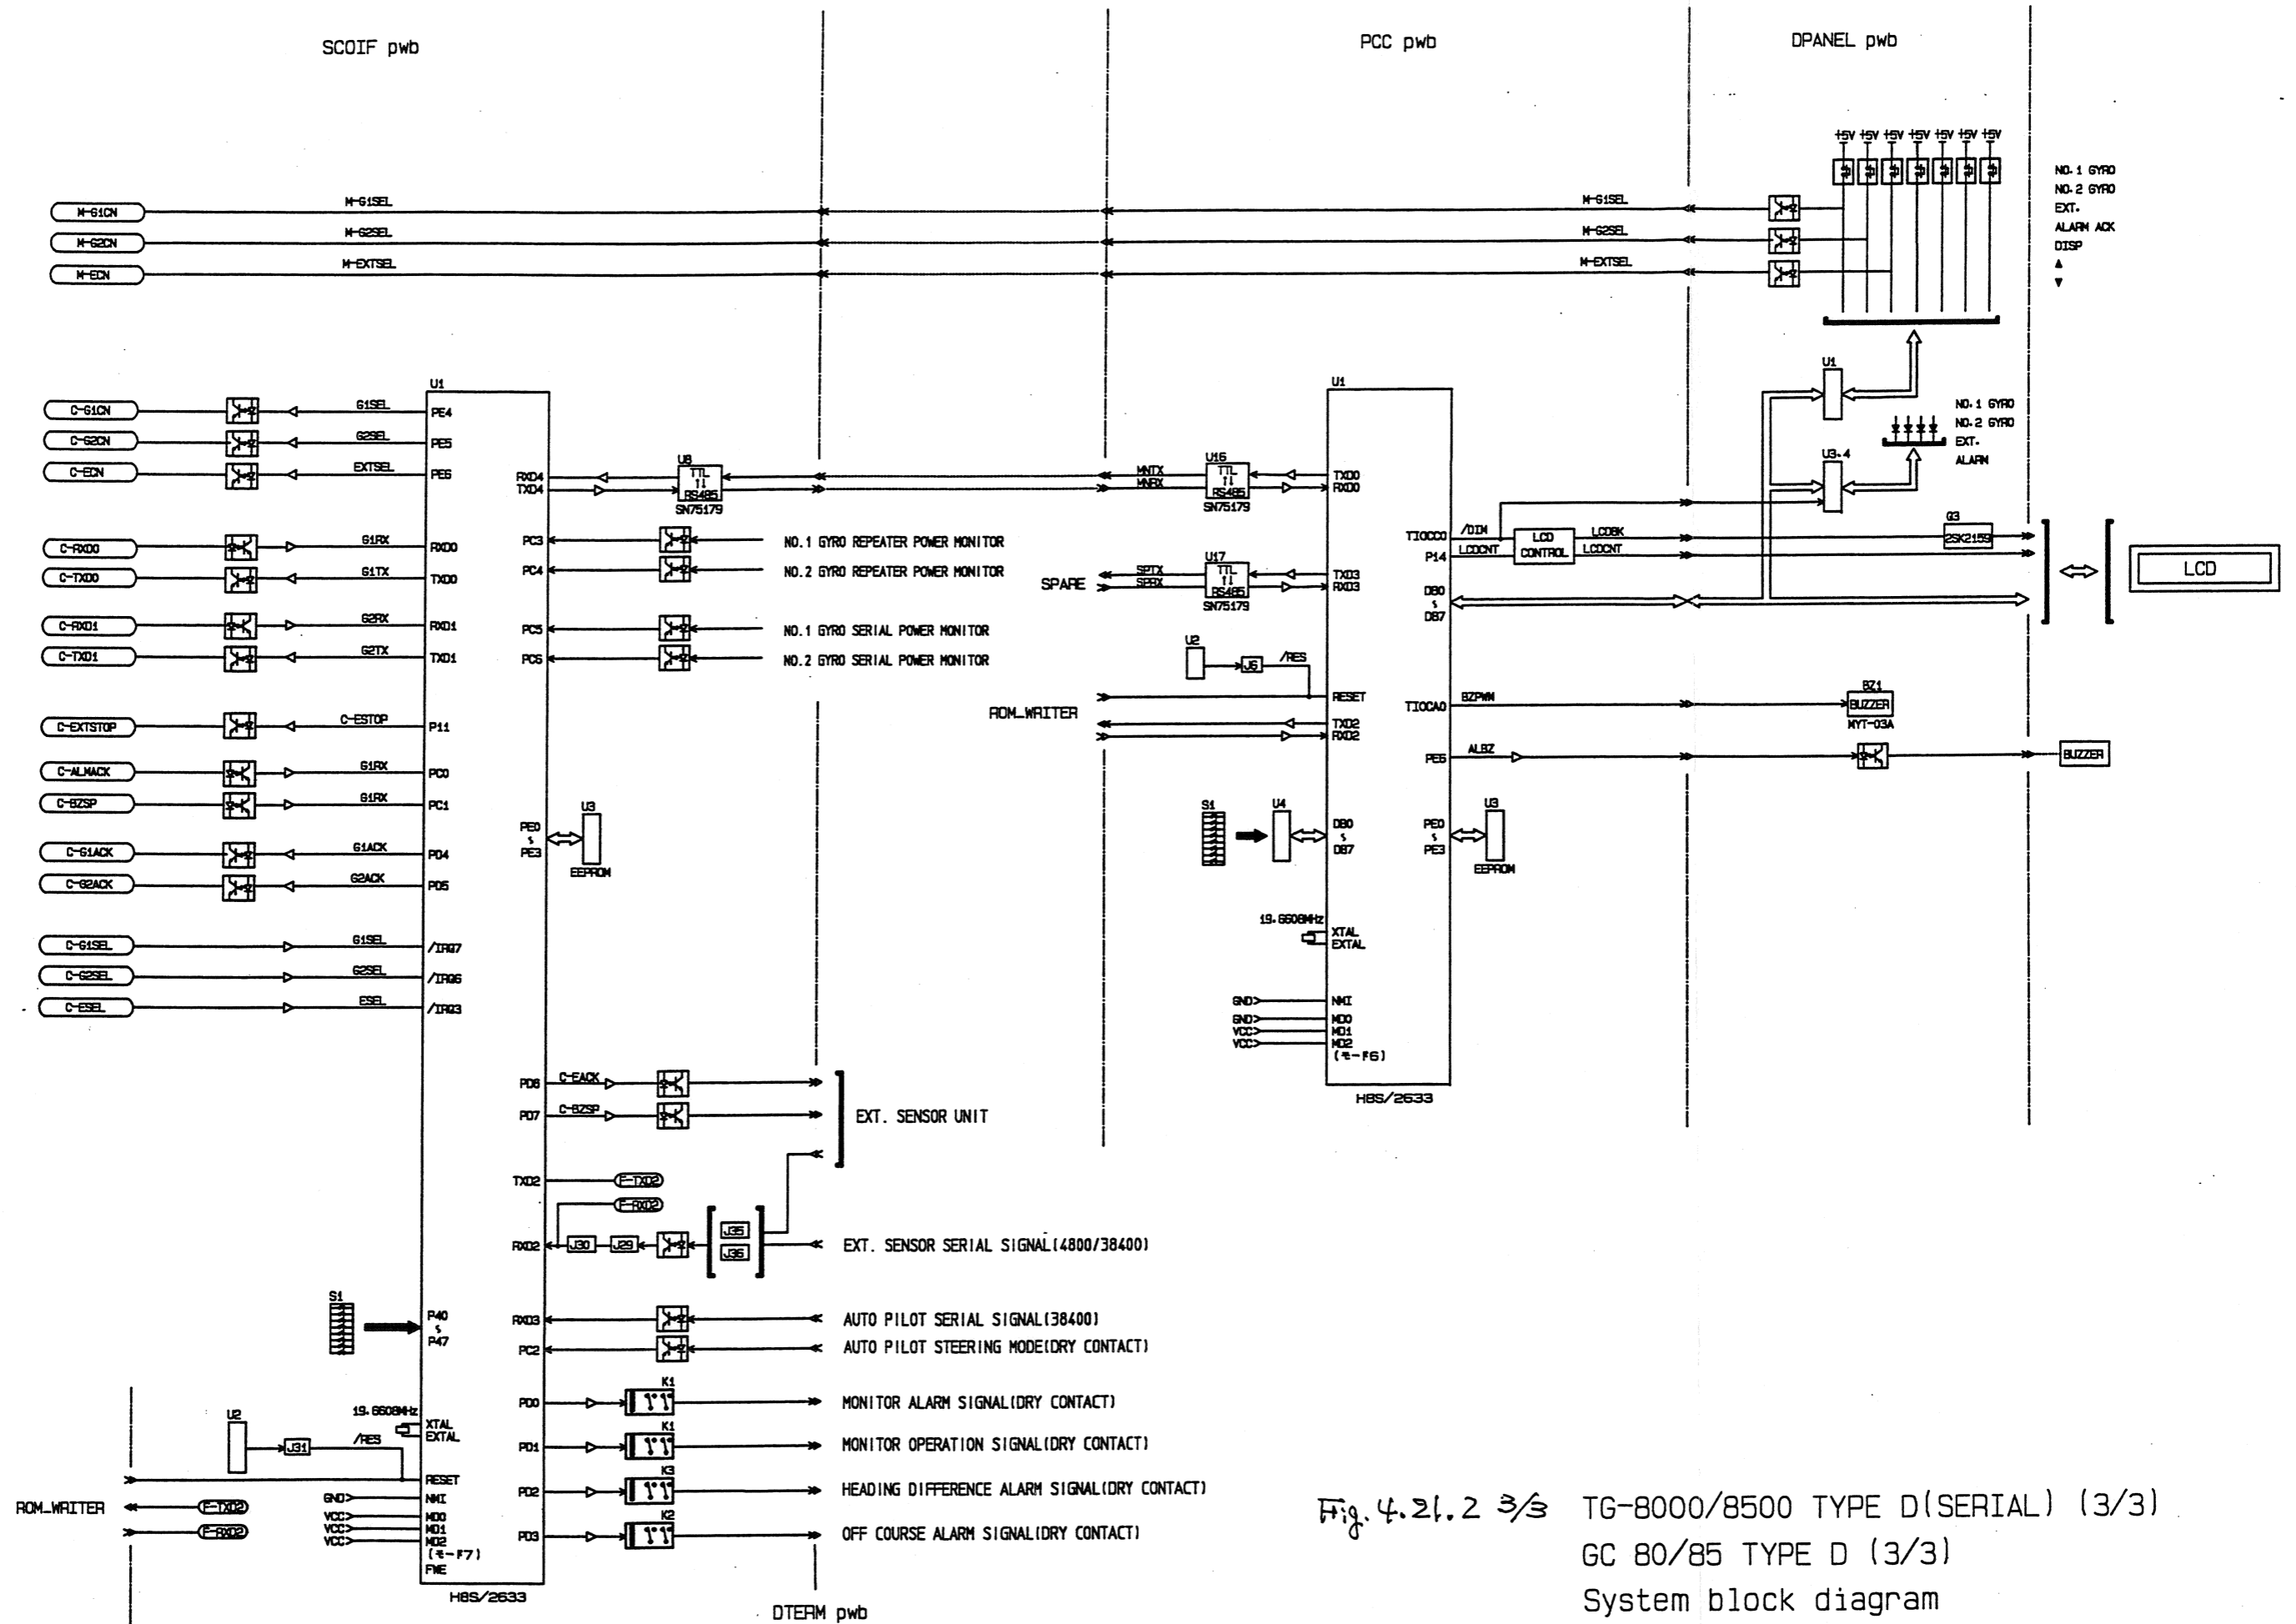 SCOIF pwb
PCC pwb
DPANEL pwb
+5V +5V +5V +5V +5V +5V +5V
NO.1 GYRO
NO.2 GYRO
EXT.
ALARM ACK
DISP
▲
▼
M-G1CN
M-G1SEL
M-G1SEL
M-G2CN
M-G2SEL
M-G2SEL
M-ECN
M-EXTSEL
M-EXTSEL
U1
C-G1CN
G1SEL
PE4
C-G2CN
G2SEL
PE5
C-ECN
EXTSEL
PE6
C-RXD0
G1RX
RXD0
C-TXD0
G1TX
TXD0
C-RXD1
G2RX
RXD1
C-TXD1
G2TX
TXD1
C-EXTSTOP
C-ESTOP
P11
C-ALMACK
G1RX
PC0
C-BZSP
G1RX
PC1
C-G1ACK
G1ACK
PD4
C-G2ACK
G2ACK
PD5
C-G1SEL
G1SEL
/IRQ7
C-G2SEL
G2SEL
/IRQ6
C-ESEL
ESEL
/IRQ3
S1
P40
P47
19.6608MHz
XTAL
EXTAL
U2
J31
/RES
RESET
ROM_WRITER
F-TXD2
F-RXD2
GND
NMI
VCC
MD0
VCC
MD1
VCC
MD2
(モード7)
FWE
H8S/2633
RXD4
TXD4
U8
TTL
↑↓
RS485
SN75179
PC3
NO.1 GYRO REPEATER POWER MONITOR
PC4
NO.2 GYRO REPEATER POWER MONITOR
PC5
NO.1 GYRO SERIAL POWER MONITOR
PC6
NO.2 GYRO SERIAL POWER MONITOR
PE0
PE3
U3
EEPROM
PD6
C-EACK
PD7
C-BZSP
EXT. SENSOR UNIT
TXD2
F-TXD2
F-RXD2
RXD2
J30
J29
J35
J36
EXT. SENSOR SERIAL SIGNAL(4800/38400)
RXD3
AUTO PILOT SERIAL SIGNAL(38400)
PC2
AUTO PILOT STEERING MODE(DRY CONTACT)
PD0
K1
MONITOR ALARM SIGNAL(DRY CONTACT)
PD1
K1
MONITOR OPERATION SIGNAL(DRY CONTACT)
PD2
K3
HEADING DIFFERENCE ALARM SIGNAL(DRY CONTACT)
PD3
K2
OFF COURSE ALARM SIGNAL(DRY CONTACT)
DTERM pwb
U1
MNTX
MNRX
U16
TTL
↑↓
RS485
SN75179
TXD0
RXD0
SPARE
SPTX
SPRX
U17
TTL
↑↓
RS485
SN75179
TXD3
RXD3
U2
J6
/RES
RESET
ROM_WRITER
TXD2
RXD2
S1
U4
DB0
DB7
19.6608MHz
XTAL
EXTAL
GND
NMI
GND
MD0
VCC
MD1
VCC
MD2
(モード6)
H8S/2633
TIOCC0
/DIM
P14
LCDCNT
LCD
CONTROL
LCDBK
LCDCNT
DB0
DB7
TIOCA0
BZPWM
PE6
ALBZ
PE0
PE3
U3
EEPROM
U1
U3.4
NO.1 GYRO
NO.2 GYRO
EXT.
ALARM
Q3
2SK2159
LCD
BZ1
BUZZER
MYT-03A
BUZZER
Fig. 4.21.2 3/3
TG-8000/8500 TYPE D(SERIAL) (3/3)
GC 80/85 TYPE D (3/3)
System block diagram